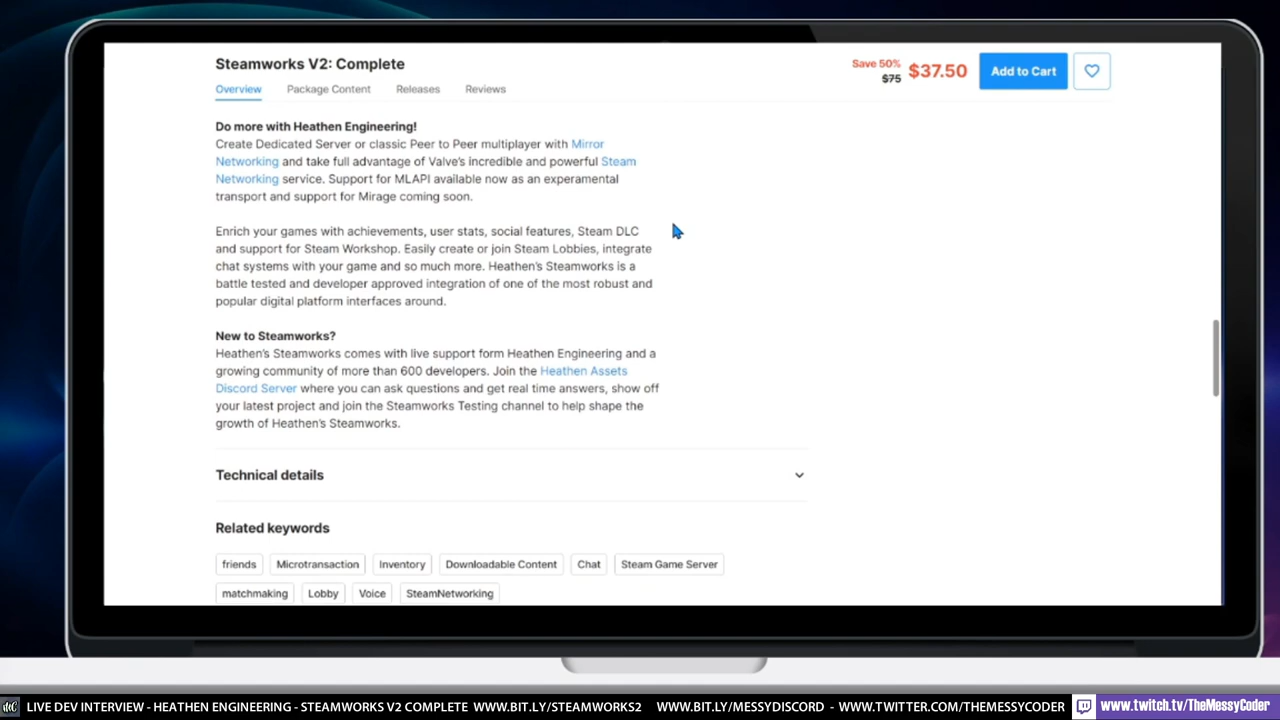 Steamworks V2: Complete
Save 50%
$75
$37.50
Add to Cart
Overview
Package Content
Releases
Reviews
Do more with Heathen Engineering!
Create Dedicated Server or classic Peer to Peer multiplayer with Mirror
Networking and take full advantage of Valve's incredible and powerful Steam
Networking service. Support for MLAPI available now as an experamental
transport and support for Mirage coming soon.
Enrich your games with achievements, user stats, social features, Steam DLC
and support for Steam Workshop. Easily create or join Steam Lobbies, integrate
chat systems with your game and so much more. Heathen's Steamworks is a
battle tested and developer approved integration of one of the most robust and
popular digital platform interfaces around.
New to Steamworks?
Heathen's Steamworks comes with live support form Heathen Engineering and a
growing community of more than 600 developers. Join the Heathen Assets
Discord Server where you can ask questions and get real time answers, show off
your latest project and join the Steamworks Testing channel to help shape the
growth of Heathen's Steamworks.
Technical details
Related keywords
friends
Microtransaction
Inventory
Downloadable Content
Chat
Steam Game Server
matchmaking
Lobby
Voice
SteamNetworking
LIVE DEV INTERVIEW - HEATHEN ENGINEERING - STEAMWORKS V2 COMPLETE WWW.BIT.LY/STEAMWORKS2 WWW.BIT.LY/MESSYDISCORD - WWW.TWITTER.COM/THEMESSYCODER
www.twitch.tv/TheMessyCoder